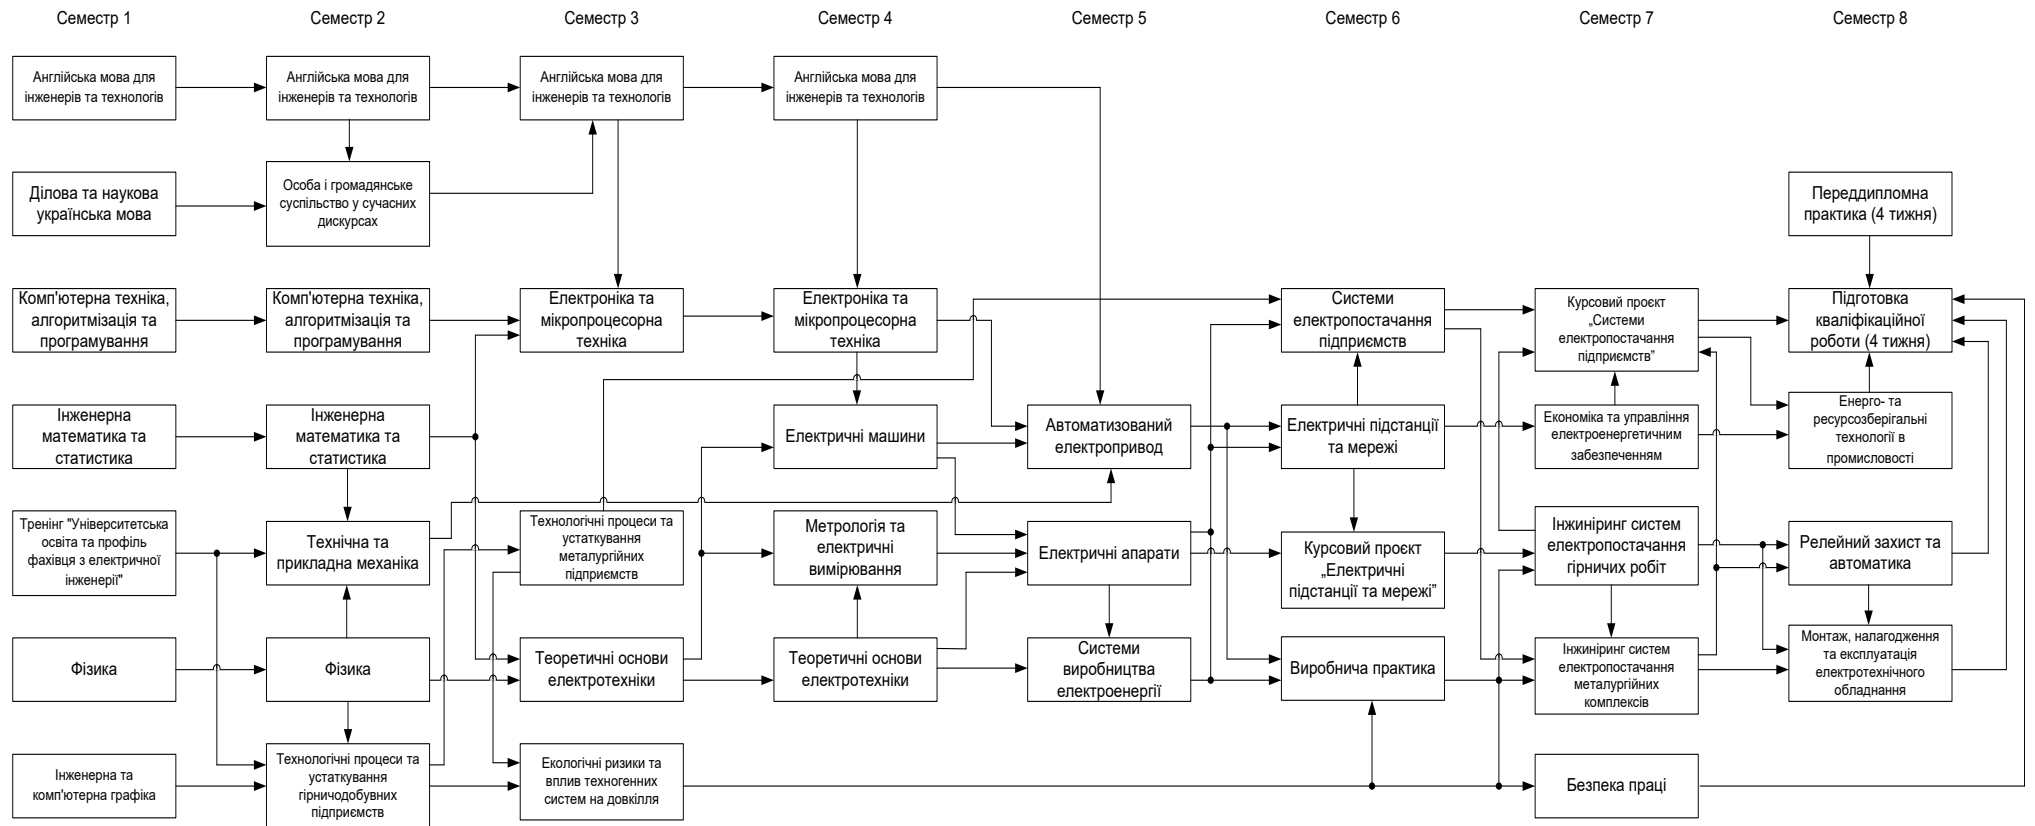 Семестр 1
Семестр 2
Семестр 3
Семестр 4
Семестр 5
Семестр 6
Семестр 7
Семестр 8
Англійська мова для
інженерів та технологів
Англійська мова для
інженерів та технологів
Англійська мова для
інженерів та технологів
Англійська мова для
інженерів та технологів
Ділова та наукова
українська мова
Особа і громадянське
суспільство у сучасних
дискурсах
Переддипломна
практика (4 тижня)
Комп'ютерна техніка,
алгоритмізація та
програмування
Комп'ютерна техніка,
алгоритмізація та
програмування
Електроніка та
мікропроцесорна
техніка
Електроніка та
мікропроцесорна
техніка
Системи
електропостачання
підприємств
Курсовий проєкт
„Системи
електропостачання
підприємств”
Підготовка
кваліфікаційної
роботи (4 тижня)
Інженерна
математика та
статистика
Інженерна
математика та
статистика
Електричні машини
Автоматизований
електропривод
Електричні підстанції
та мережі
Економіка та управління
електроенергетичним
забезпеченням
Енерго- та
ресурсозберігальні
технології в
промисловості
Тренінг "Університетська
освіта та профіль
фахівця з електричної
інженерії"
Технічна та
прикладна механіка
Технологічні процеси та
устаткування
металургійних
підприємств
Метрологія та
електричні
вимірювання
Електричні апарати
Курсовий проєкт
„Електричні
підстанції та мережі”
Інжиніринг систем
електропостачання
гірничих робіт
Релейний захист та
автоматика
Фізика
Фізика
Теоретичні основи
електротехніки
Теоретичні основи
електротехніки
Системи
виробництва
електроенергії
Виробнича практика
Інжиніринг систем
електропостачання
металургійних
комплексів
Монтаж, налагодження
та експлуатація
електротехнічного
обладнання
Інженерна та
комп'ютерна графіка
Технологічні процеси та
устаткування
гірничодобувних
підприємств
Екологічні ризики та
вплив техногенних
систем на довкілля
Безпека праці